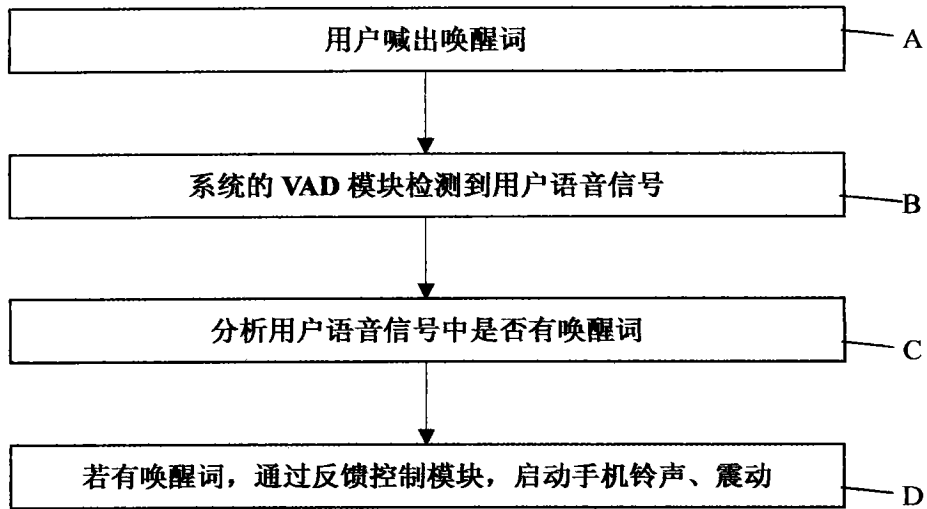 用户喊出唤醒词
A
系统的 VAD 模块检测到用户语音信号
B
分析用户语音信号中是否有唤醒词
C
若有唤醒词，通过反馈控制模块，启动手机铃声、震动
D